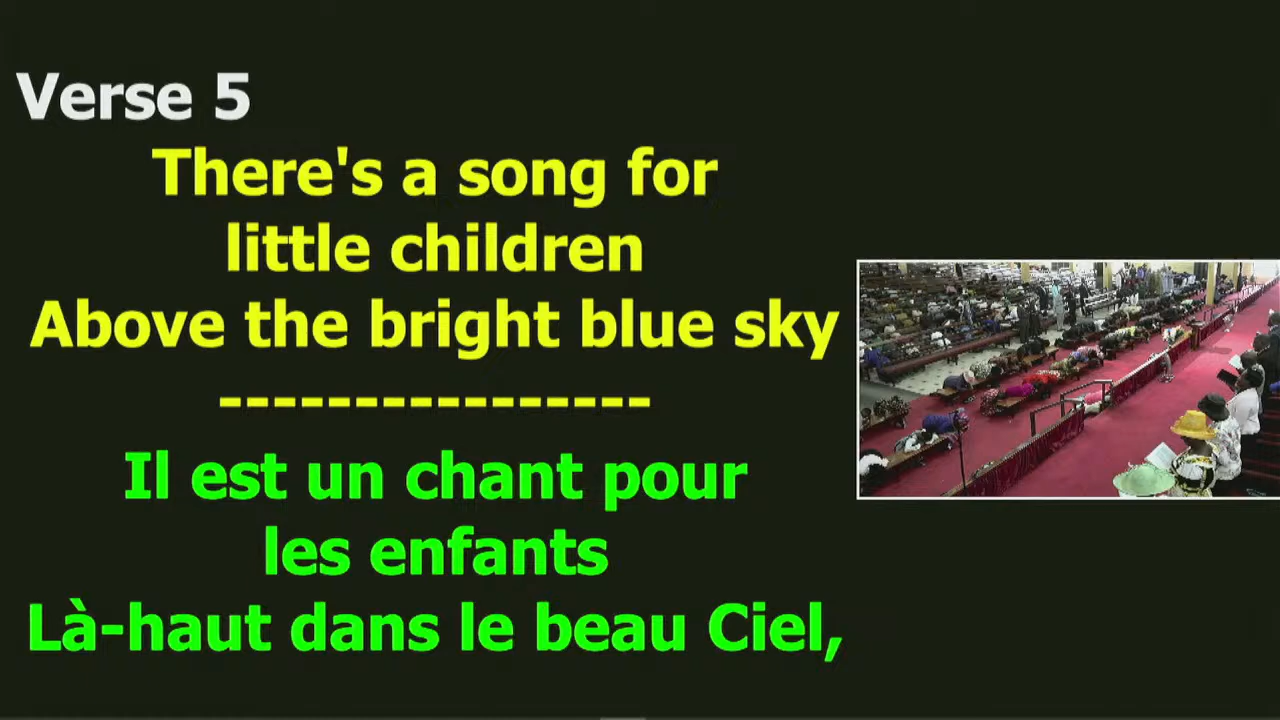 Verse 5
There's a song for
little children
Above the bright blue sky
----------------
Il est un chant pour
les enfants
Là-haut dans le beau Ciel,